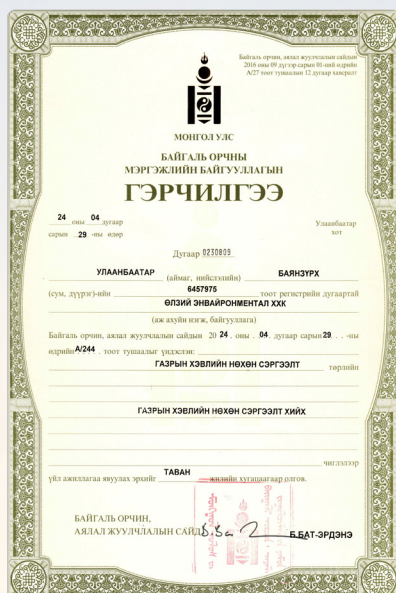 Байгаль орчин, аялал жуулчлалын сайдын
2016 оны 09 дүгээр сарын 01-ний өдрийн
А/27 тоот тушаалын 12 дугаар хавсралт
МОНГОЛ УЛС
БАЙГАЛЬ ОРЧНЫ
МЭРГЭЖЛИЙН БАЙГУУЛЛАГЫН
ГЭРЧИЛГЭЭ
24 оны 04 дүгаар
сарын 29 -ны өдөр
Улаанбаатар
хот
Дугаар 0230809
УЛААНБААТАР (аймаг, нийслэлийн) БАЯНЗҮРХ
(сум, дүүрэг)-ийн 6457975 тоот регистрийн дугаартай
ӨЛЗИЙ ЭНВАЙРОНМЕНТАЛ ХХК
(аж ахуйн нэгж, байгууллага)
Байгаль орчин, аялал жуулчлалын сайдын 20 24 . оны . 04 . дугаар сарын 29 . . -ны
өдрийн А/244 . тоот тушаалыг үндэслэн:
ГАЗРЫН ХЭВЛИЙН НӨХӨН СЭРГЭЭЛТ төрлийн
ГАЗРЫН ХЭВЛИЙН НӨХӨН СЭРГЭЭЛТ ХИЙХ
чиглэлээр
үйл ажиллагаа явуулах эрхийг ТАВАН жилийн хугацаагаар олгов.
БАЙГАЛЬ ОРЧИН,
АЯЛАЛ ЖУУЛЧЛАЛЫН САЙД Б.БАТ-ЭРДЭНЭ